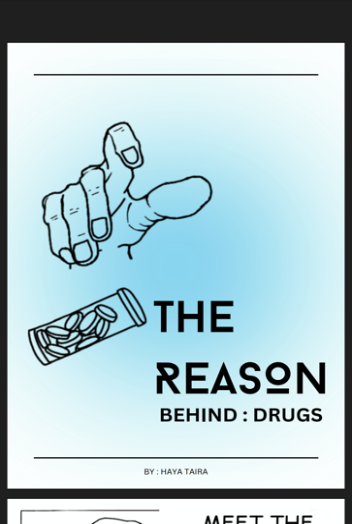 THE
REASON
BEHIND : DRUGS
BY : HAYA TAIRA
MEET THE